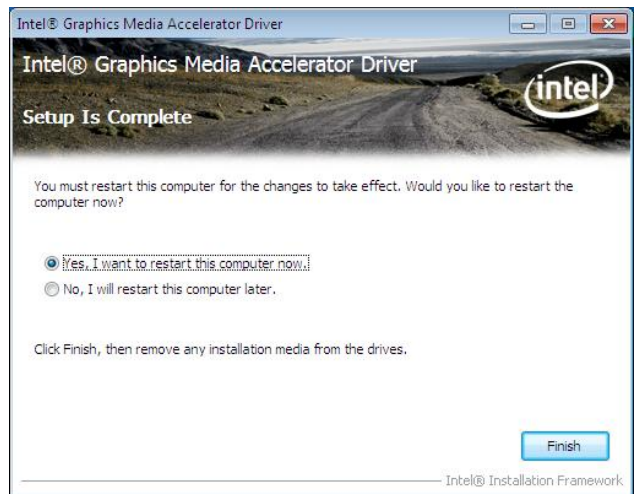 Intel® Graphics Media Accelerator Driver
Intel® Graphics Media Accelerator Driver
intel®
Setup Is Complete
You must restart this computer for the changes to take effect. Would you like to restart the
computer now?
Yes, I want to restart this computer now.
No, I will restart this computer later.
Click Finish, then remove any installation media from the drives.
Finish
Intel® Installation Framework